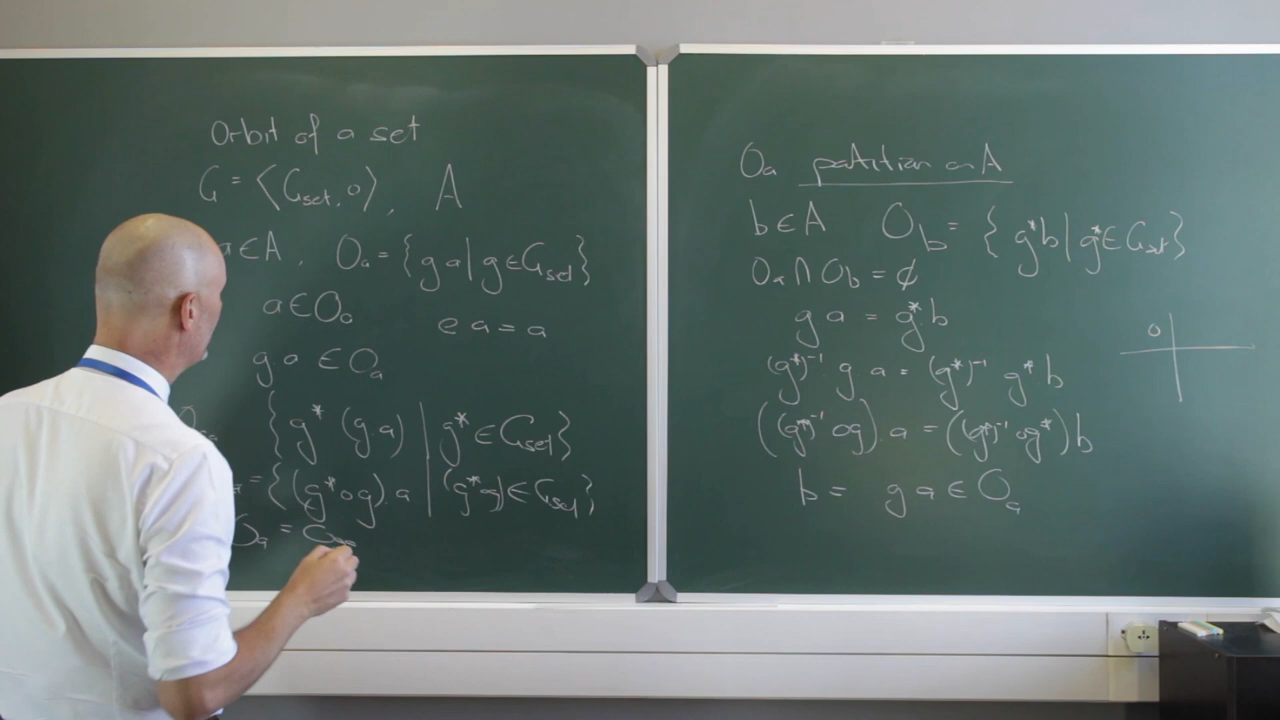 Orbit of a set
G = ⟨G_set, o⟩, A
a ∈ A, O_a = {g a | g ∈ G_set}
a ∈ O_a e a = a
g a ∈ O_a
{g* (g a) | g* ∈ G_set}
= {(g* o g) a | (g* g) ∈ G_set}
O_a =
O_a partition on A
b ∈ A O_b = {g* b | g* ∈ G_set}
O_a ∩ O_b = ∅
g a = g* b
(g*)⁻¹ g a = (g*)⁻¹ g* b
((g*)⁻¹ o g) . a = ((g*)⁻¹ o g*) b
b = g a ∈ O_a
o